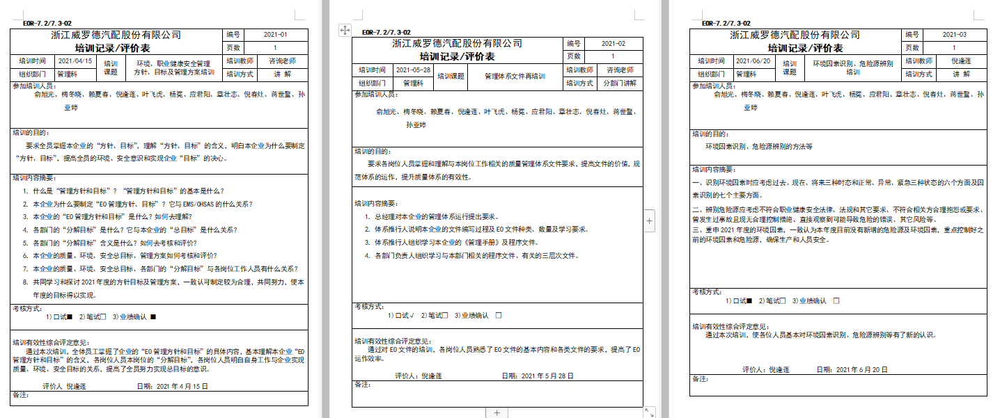 EOR-7.2/7.3-02
浙江威罗德汽配股份有限公司
编号
2021-01
培训记录/评价表
页数
1
培训时间
2021/04/15
培训
课题
环境、职业健康安全管理
方针、目标及管理方案培训
培训教师
咨询老师
组织部门
管理科
培训方式
讲 解
参加培训人员：
俞旭光、梅冬晓、赖夏春、倪逢蓬、叶飞虎、杨冕、应君阳、章壮志、倪春灶、蒋世鳌、孙
亚婷
培训的目的：
要求全员掌握本企业的“方针、目标”，理解“方针、目标”的含义，明白本企业为什么要制定
“方针、目标”，提高全员的环境、安全意识和实现企业“目标”的决心。
培训内容摘要：
1. 什么是“管理方针和目标”？“管理方针和目标”的基本是什么？
2. 本企业为什么要制定“EO管理方针、目标”？它与EMS/OHSAS的什么关系？
3. 本企业的“EO管理方针和目标”是什么？如何去理解？
4. 各部门的“分解目标”是什么？它与本企业的“总目标”是什么关系？
5. 各部门的“分解目标”含义是什么？如何去考核和评价？
6. 本企业的质量、环境、安全总目标、管理方案如何考核和评价？
7. 本企业的质量、环境、安全总目标、各部门的“分解目标”与各岗位工作人员有什么关系？
8. 共同学习和探讨2021年度的方针目标及管理方案，一致认可制定较为合理，共同努力，使本
年度的目标得以实现。
考核方式：
1)口试■ 2)笔试□ 3)业绩确认 ■
培训有效性综合评定意见：
通过本次培训，全体员工掌握了企业的“EO管理方针和目标”的具体内容，基本理解本企业“EO
管理方针和目标”的含义，各岗位人员本岗位的“分解目标”，各岗位人员明白自身工作与企业实现
质量、环境、安全目标的关系，提高了全员努力实现总目标的意识。
评价人 倪逢蓬 日期：2021年4月15日
备注：
EOR-7.2/7.3-02
浙江威罗德汽配股份有限公司
编号
2021-02
培训记录/评价表
页数
1
培训时间
2021-05-28
培训课题
管理体系文件再培训
培训教师
咨询老师
组织部门
管理科
培训方式
分部门讲解
参加培训人员：
俞旭光、梅冬晓、赖夏春、倪逢蓬、叶飞虎、杨冕、应君阳、章壮志、倪春灶、蒋世鳌、
孙亚婷
培训的目的：
要求各岗位人员掌握和理解与本岗位工作相关的质量管理体系文件要求，提高文件的价值，规
范体系的运作，提升质量体系的有效性。
培训内容摘要：
1. 总经理对本企业的管理体系运行提出要求。
2. 体系推行人说明本企业的文件编写过程及EO文件种类、数量及学习要求。
3. 体系推行人组织学习本企业的《管理手册》及程序文件。
4. 各部门负责人组织学习与本部门相关的程序文件、有关的三层次文件。
考核方式：
1)口试√ 2)笔试□ 3)业绩确认 □
培训有效性综合评定意见：
通过对EO文件的培训，各岗位人员熟悉了EO文件的基本内容和各类文件的要求，提高了EO
运作效率。
评价人：倪逢蓬 日期：2021年5月28日
备注：
EOR-7.2/7.3-02
浙江威罗德汽配股份有限公司
编号
2021-03
培训记录/评价表
页数
1
培训时间
2021/06/20
培训
课题
环境因素识别、危险源辨别
培训
培训教师
倪逢蓬
组织部门
管理科
培训方式
讲 解
参加培训人员：
俞旭光、梅冬晓、赖夏春、倪逢蓬、叶飞虎、杨冕、应君阳、章壮志、倪春灶、蒋世鳌、孙
亚婷
培训的目的：
环境因素识别、危险源辨别的方法等
培训内容摘要：
一、识别环境因素时应考虑过去、现在、将来三种时态和正常、异常、紧急三种状态的六个方面及因
素识别的七个主要方面。
二、辨别危险源应考虑不符合职业健康安全法律、法规和其它要求、不符合相关方合理抱怨或要求、
曾发生过事故且现无合理控制措施、直接观察到可能导致危险的错误、其它风险等。
三、重申2021年度的环境因素，一致认为本年度目前没有新增的危险源及环境因素，重点控制好之
前的环境因素和危险源，确保生产和人员安全。
考核方式：
1)口试■ 2)笔试□ 3)业绩确认 □
培训有效性综合评定意见：
通过本次培训，使各岗位人员基本对环境因素识别、危险源辨别等有了新的认识。
评价人：倪逢蓬 日期：2021年6月20日
备注：